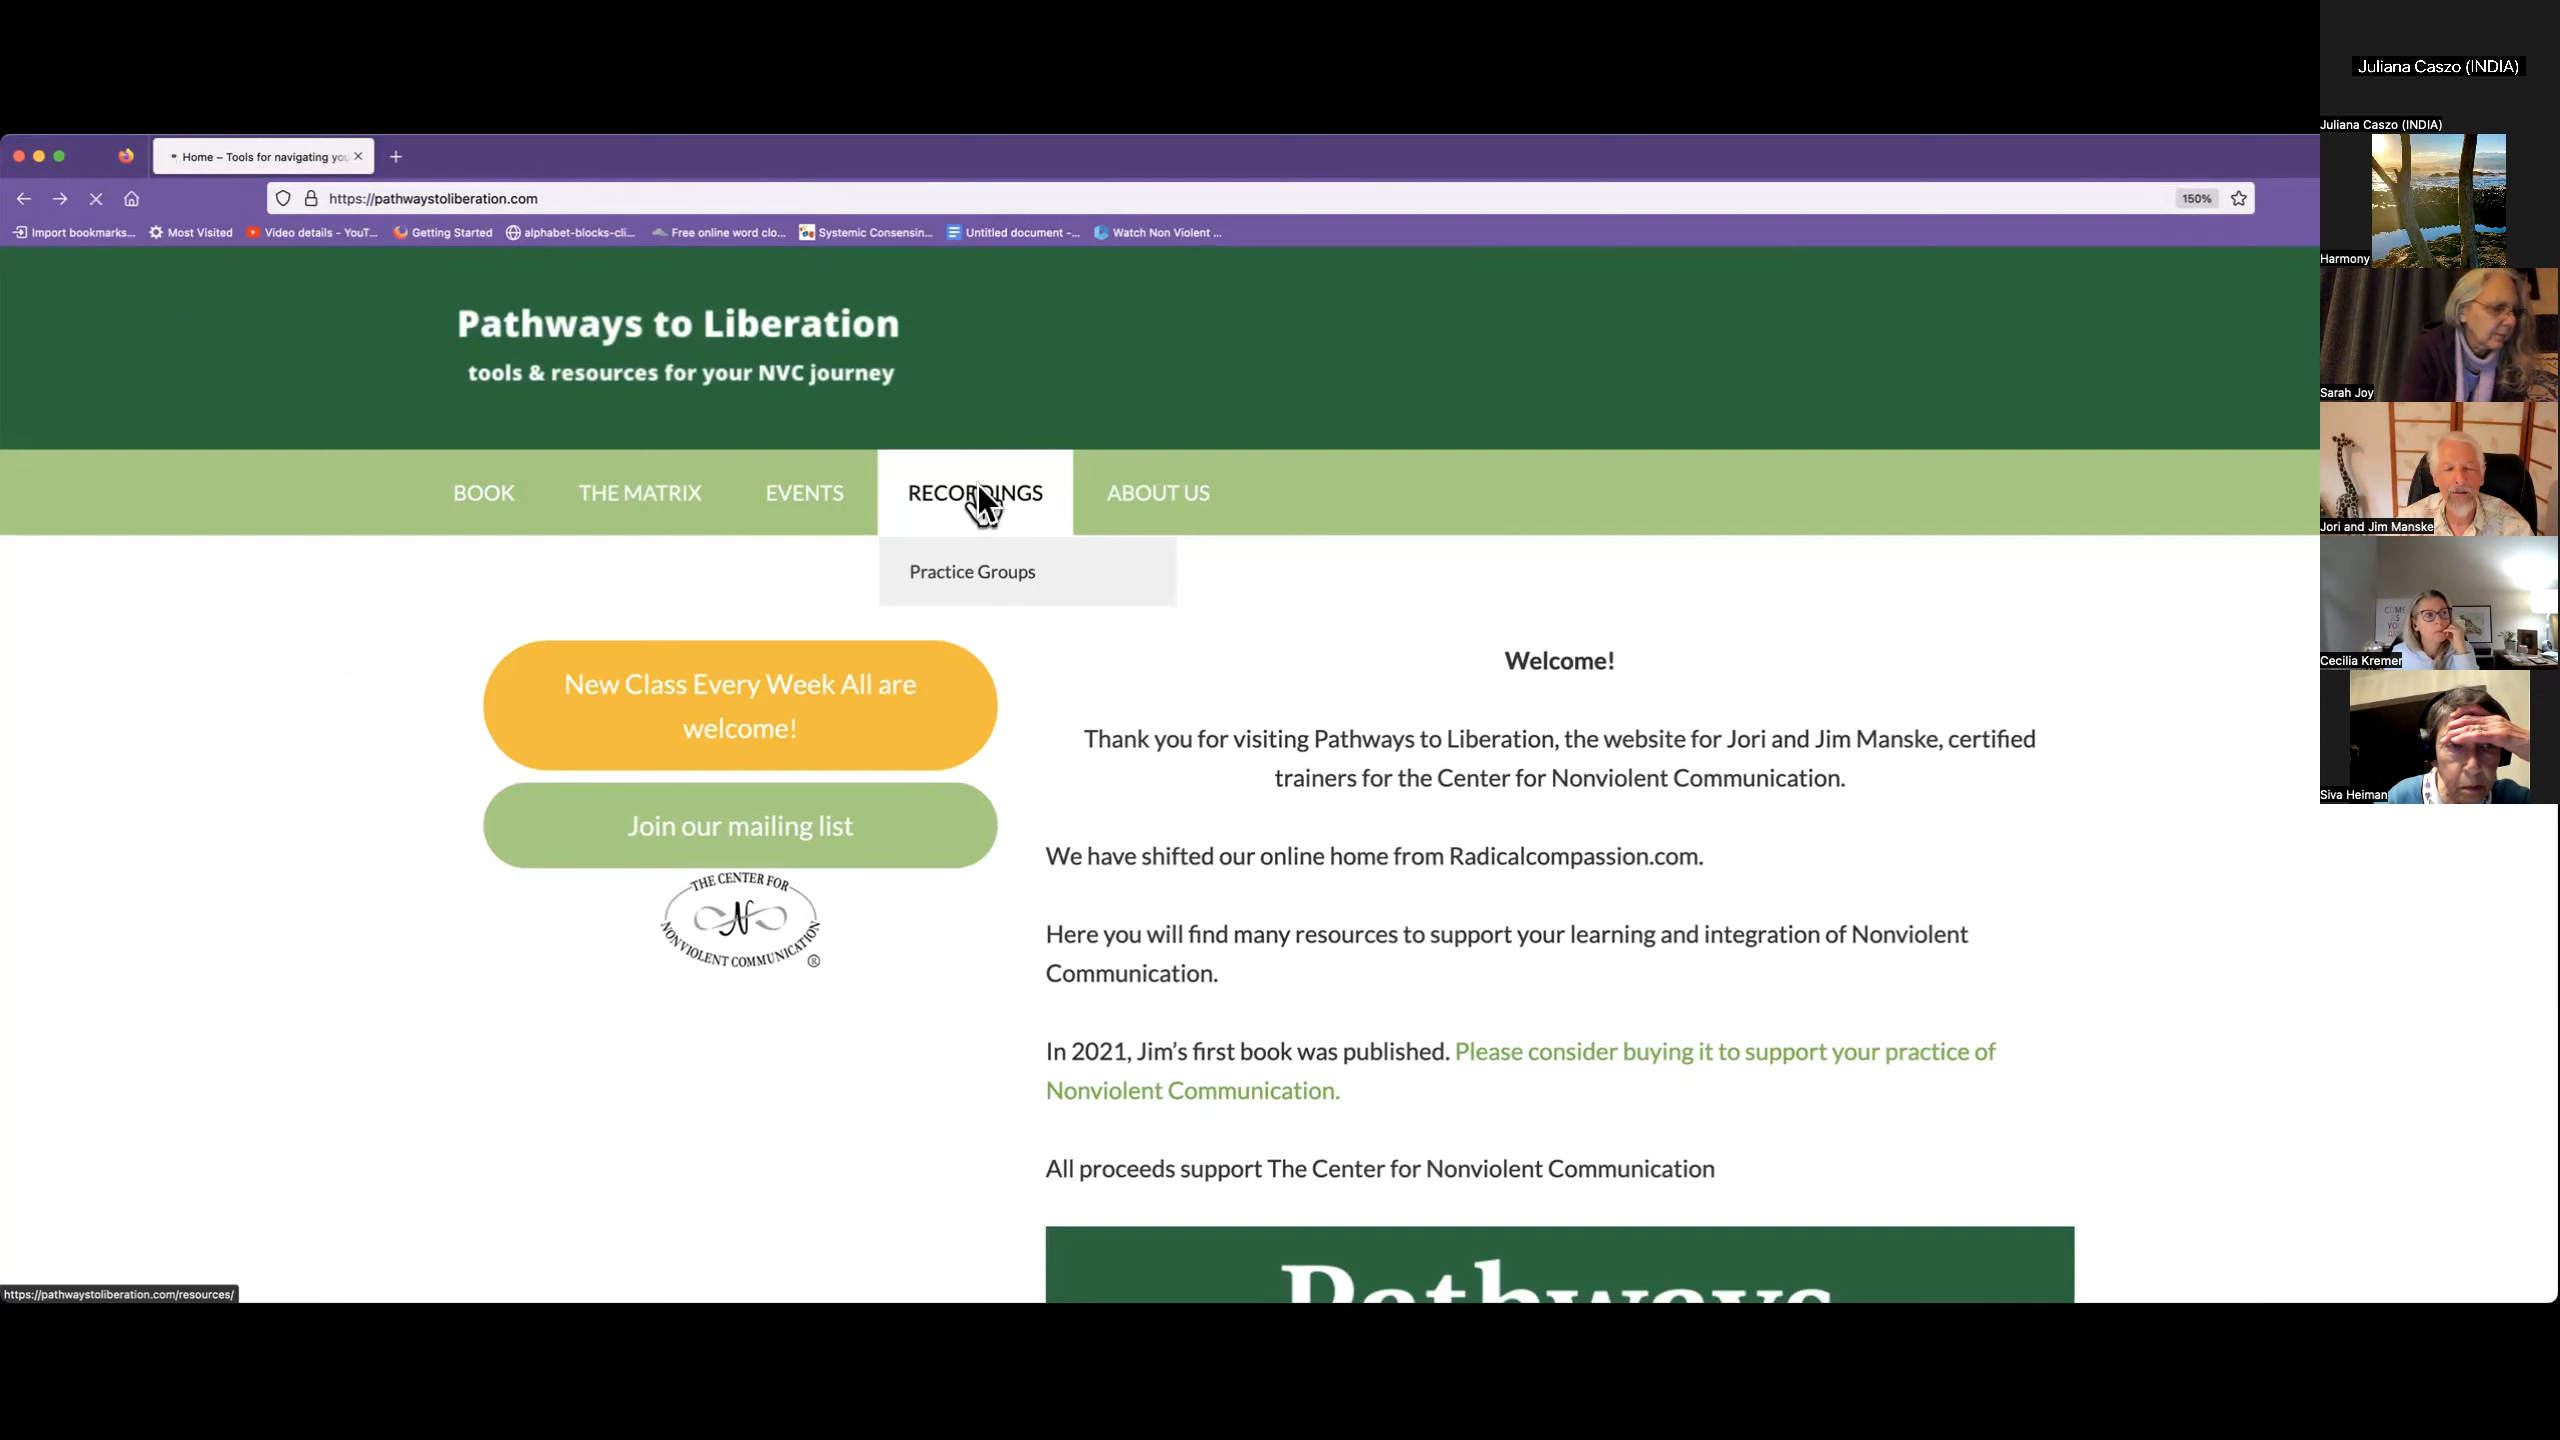 Juliana Caszo (INDIA)
Juliana Caszo (INDIA)
Home – Tools for navigating you
https://pathwaystoliberation.com
150%
Import bookmarks...
Most Visited
Video details - YouT...
Getting Started
alphabet-blocks-cli...
Free online word clo...
Systemic Consensin...
Untitled document -...
Watch Non Violent ...
Harmony
Pathways to Liberation
tools & resources for your NVC journey
Sarah Joy
BOOK
THE MATRIX
EVENTS
RECORDINGS
ABOUT US
Jori and Jim Manske
Practice Groups
COME
AS
YOU
Cecilia Kremer
New Class Every Week All are
welcome!
Join our mailing list
THE CENTER FOR
N
NONVIOLENT COMMUNICATION
®
Welcome!
Thank you for visiting Pathways to Liberation, the website for Jori and Jim Manske, certified
trainers for the Center for Nonviolent Communication.
Siva Heiman
We have shifted our online home from Radicalcompassion.com.
Here you will find many resources to support your learning and integration of Nonviolent
Communication.
In 2021, Jim’s first book was published. Please consider buying it to support your practice of
Nonviolent Communication.
All proceeds support The Center for Nonviolent Communication
Pathways
https://pathwaystoliberation.com/resources/